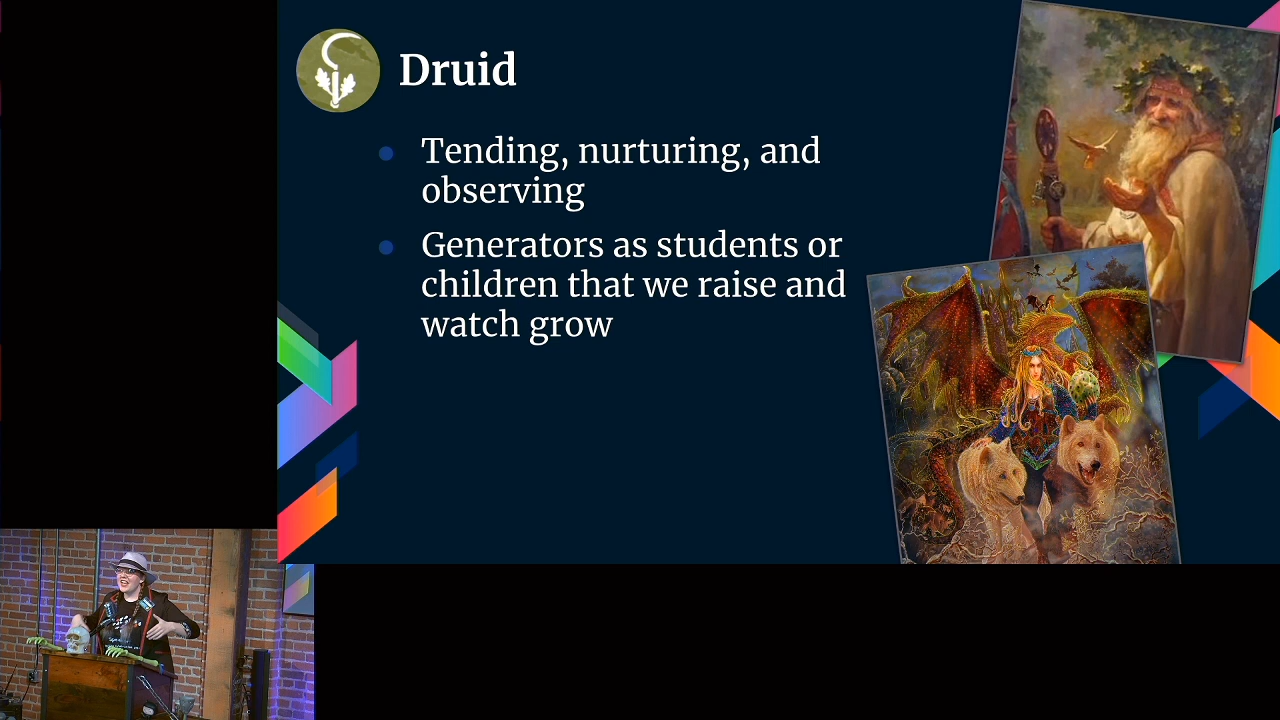 Druid
Tending, nurturing, and
observing
Generators as students or
children that we raise and
watch grow